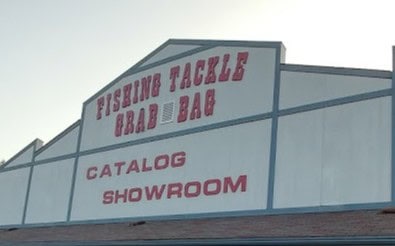 FISHING TACKLE
GRAB BAG
CATALOG
SHOWROOM